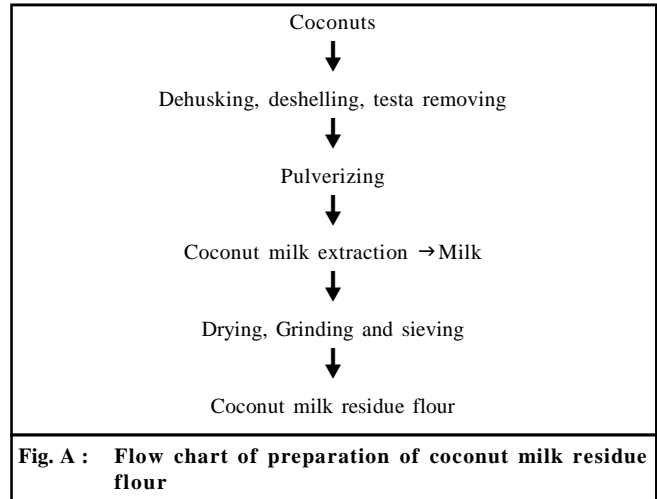 Coconuts
Dehusking, deshelling, testa removing
Pulverizing
Coconut milk extraction → Milk
Drying, Grinding and sieving
Coconut milk residue flour
Fig. A : Flow chart of preparation of coconut milk residue
flour